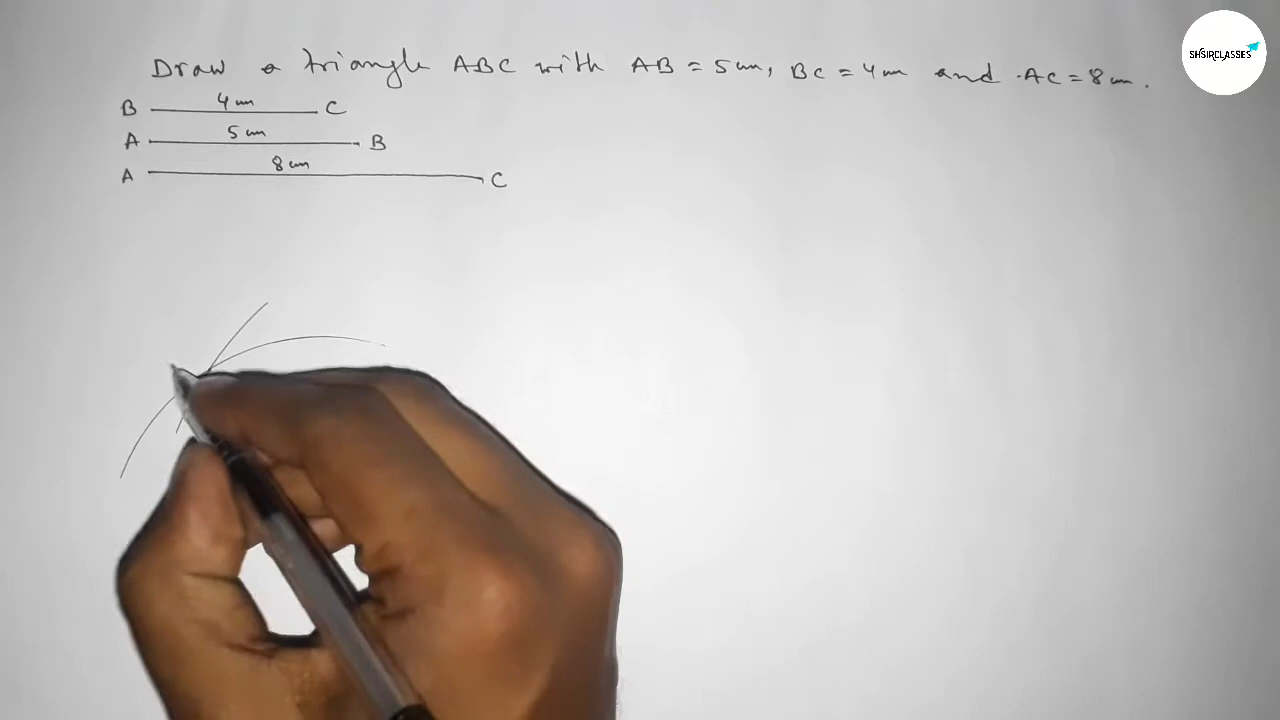 Draw a triangle ABC with AB = 5cm, BC = 4cm and AC = 8cm.
B 4cm C
A 5cm B
A 8cm C
SHSIRCLASSES